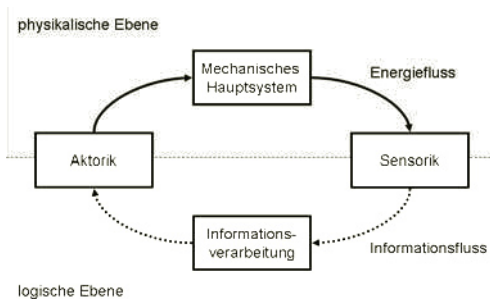 physikalische Ebene
Mechanisches
Hauptsystem
Energiefluss
Aktorik
Sensorik
Informations-
verarbeitung
Informationsfluss
logische Ebene